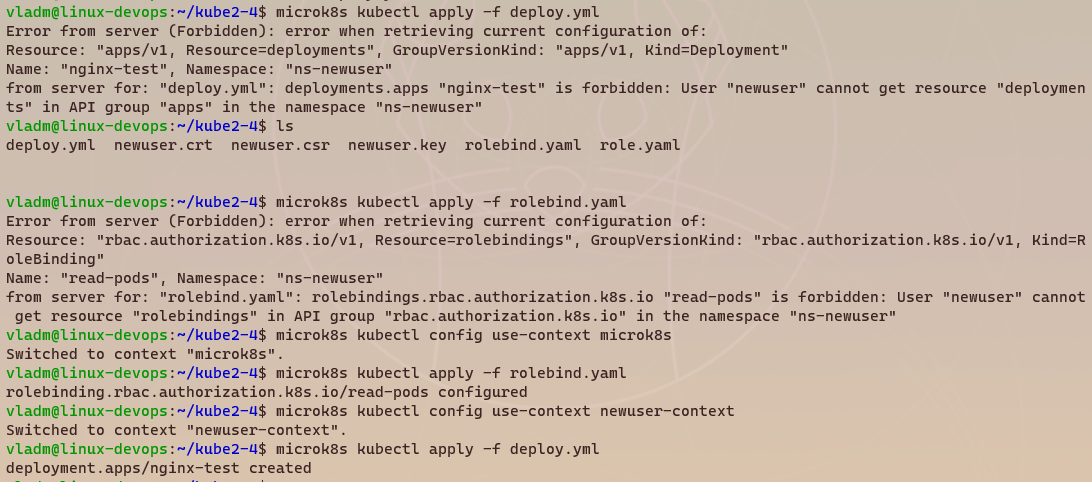 vladm@linux-devops:~/kube2-4$ microk8s kubectl apply -f deploy.yml
Error from server (Forbidden): error when retrieving current configuration of:
Resource: "apps/v1, Resource=deployments", GroupVersionKind: "apps/v1, Kind=Deployment"
Name: "nginx-test", Namespace: "ns-newuser"
from server for: "deploy.yml": deployments.apps "nginx-test" is forbidden: User "newuser" cannot get resource "deploymen
ts" in API group "apps" in the namespace "ns-newuser"
vladm@linux-devops:~/kube2-4$ ls
deploy.yml  newuser.crt  newuser.csr  newuser.key  rolebind.yaml  role.yaml
vladm@linux-devops:~/kube2-4$ microk8s kubectl apply -f rolebind.yaml
Error from server (Forbidden): error when retrieving current configuration of:
Resource: "rbac.authorization.k8s.io/v1, Resource=rolebindings", GroupVersionKind: "rbac.authorization.k8s.io/v1, Kind=R
oleBinding"
Name: "read-pods", Namespace: "ns-newuser"
from server for: "rolebind.yaml": rolebindings.rbac.authorization.k8s.io "read-pods" is forbidden: User "newuser" cannot
 get resource "rolebindings" in API group "rbac.authorization.k8s.io" in the namespace "ns-newuser"
vladm@linux-devops:~/kube2-4$ microk8s kubectl config use-context microk8s
Switched to context "microk8s".
vladm@linux-devops:~/kube2-4$ microk8s kubectl apply -f rolebind.yaml
rolebinding.rbac.authorization.k8s.io/read-pods configured
vladm@linux-devops:~/kube2-4$ microk8s kubectl config use-context newuser-context
Switched to context "newuser-context".
vladm@linux-devops:~/kube2-4$ microk8s kubectl apply -f deploy.yml
deployment.apps/nginx-test created